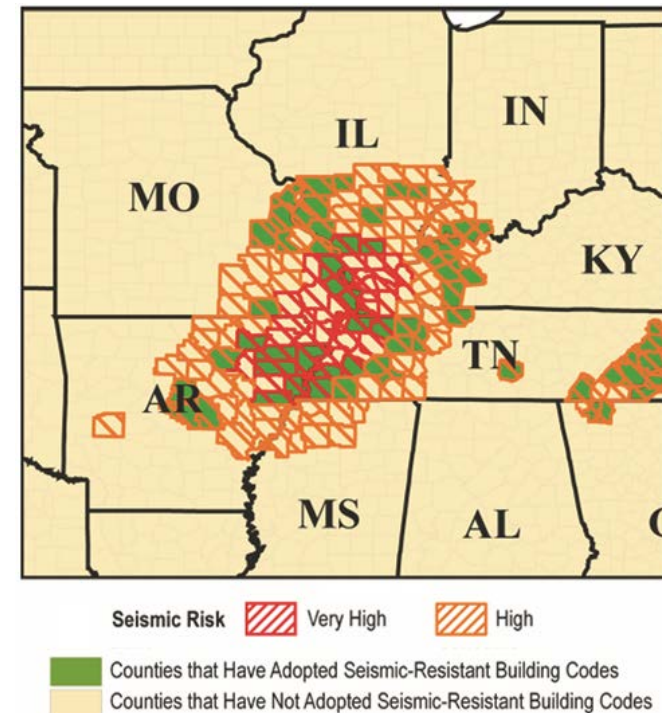 IL
IN
MO
KY
TN
AR
MS
AL
Seismic Risk Very High High
Counties that Have Adopted Seismic-Resistant Building Codes
Counties that Have Not Adopted Seismic-Resistant Building Codes